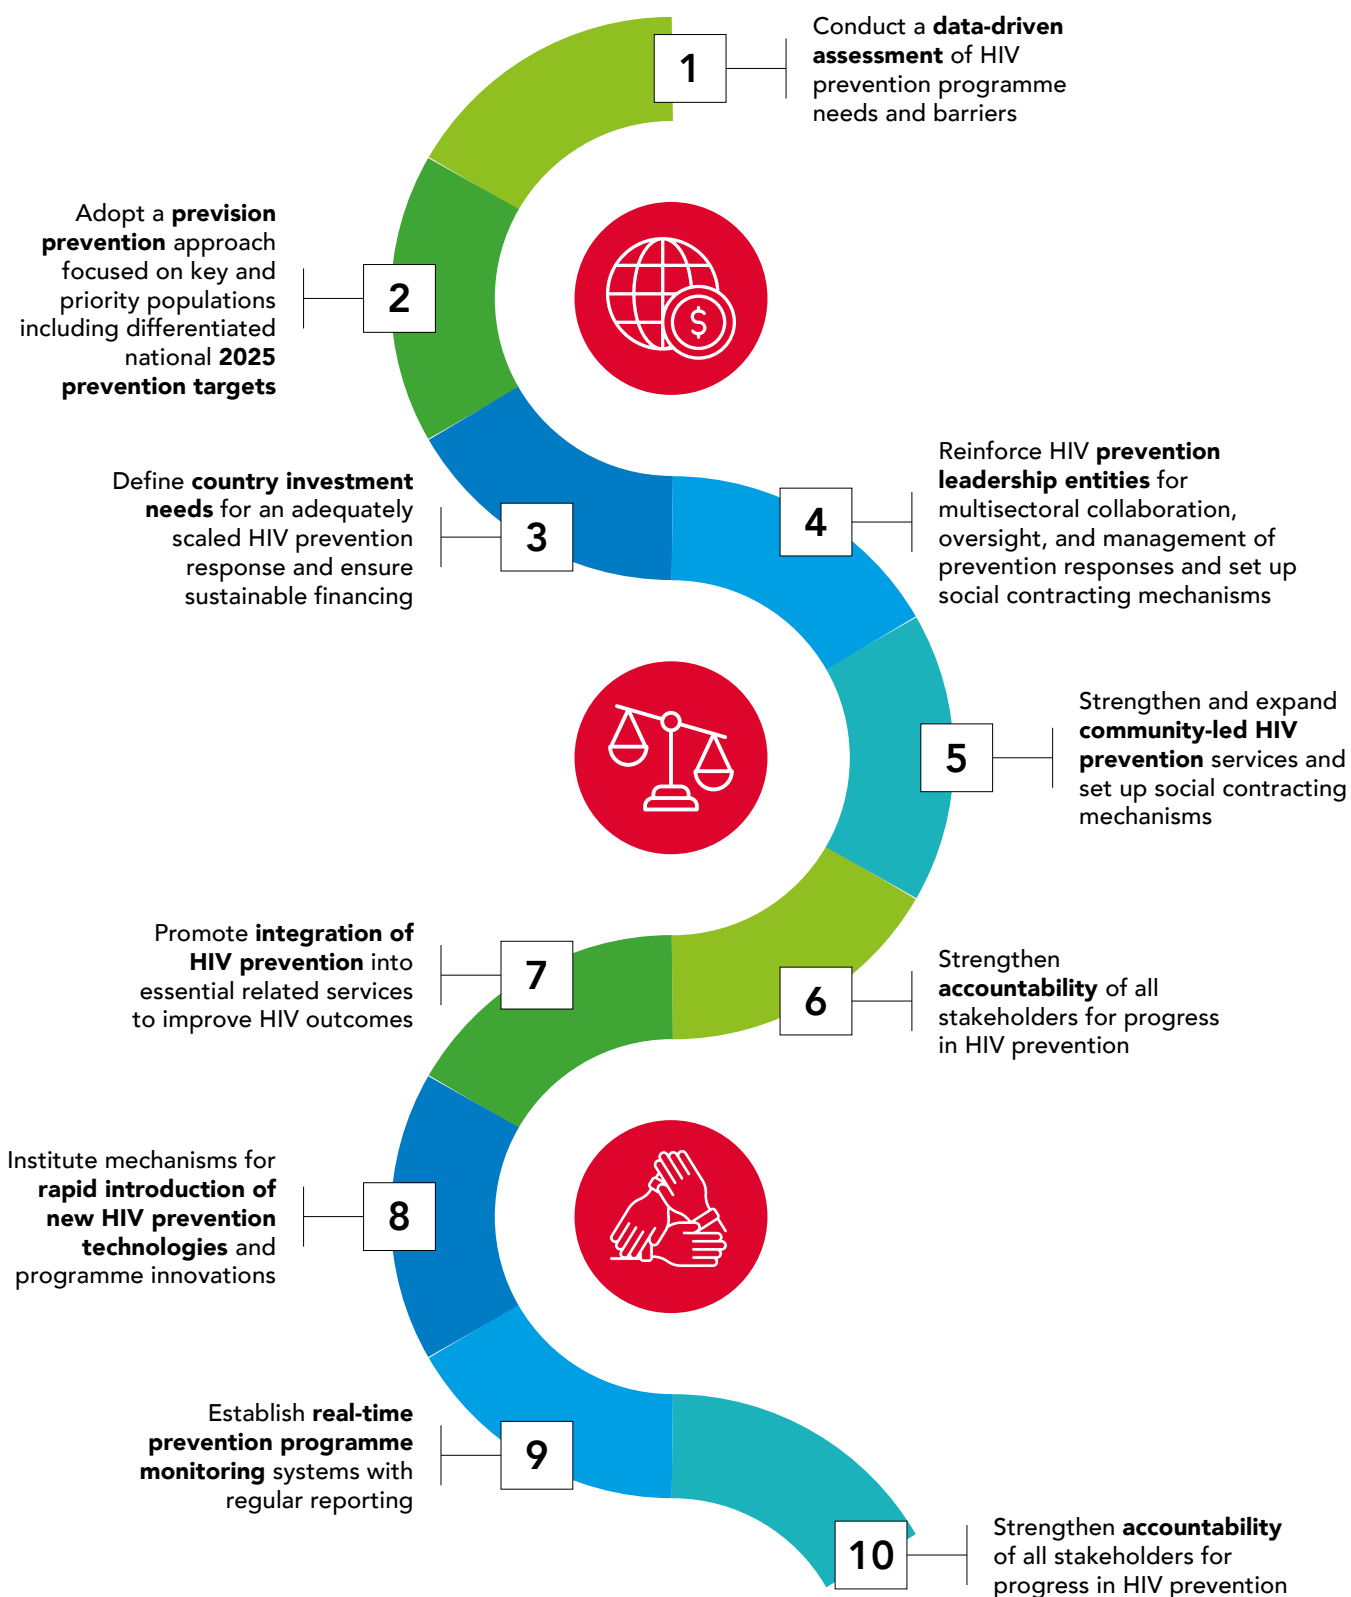 1
Conduct a data-driven
assessment of HIV
prevention programme
needs and barriers
2
Adopt a prevision
prevention approach
focused on key and
priority populations
including differentiated
national 2025
prevention targets
$
3
Define country investment
needs for an adequately
scaled HIV prevention
response and ensure
sustainable financing
4
Reinforce HIV prevention
leadership entities for
multisectoral collaboration,
oversight, and management of
prevention responses and set up
social contracting mechanisms
5
Strengthen and expand
community-led HIV
prevention services and
set up social contracting
mechanisms
6
Strengthen
accountability of all
stakeholders for progress
in HIV prevention
7
Promote integration of
HIV prevention into
essential related services
to improve HIV outcomes
8
Institute mechanisms for
rapid introduction of
new HIV prevention
technologies and
programme innovations
9
Establish real-time
prevention programme
monitoring systems with
regular reporting
10
Strengthen accountability
of all stakeholders for
progress in HIV prevention